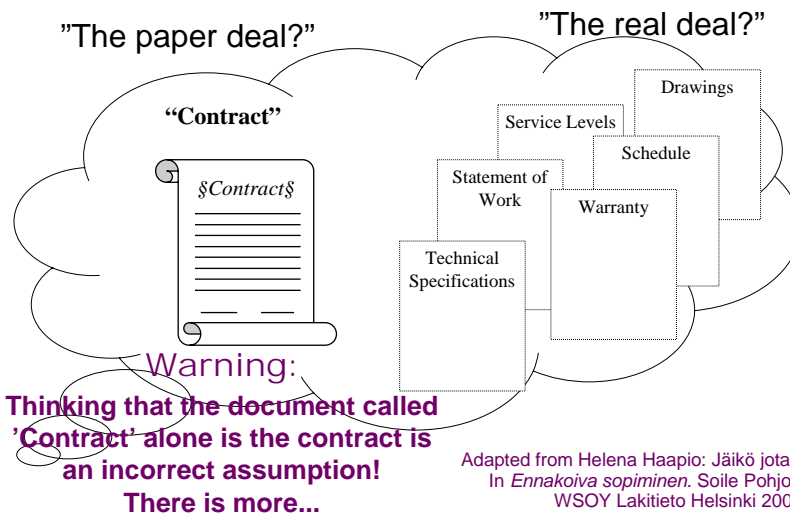 ”The paper deal?”
”The real deal?”
“Contract”
§Contract§
Drawings
Service Levels
Schedule
Statement of
Work
Warranty
Technical
Specifications
Warning:
Thinking that the document called
’Contract’ alone is the contract is
an incorrect assumption!
There is more...
Adapted from Helena Haapio: Jäikö jota
In Ennakoiva sopiminen. Soile Pohjo
WSOY Lakitieto Helsinki 200